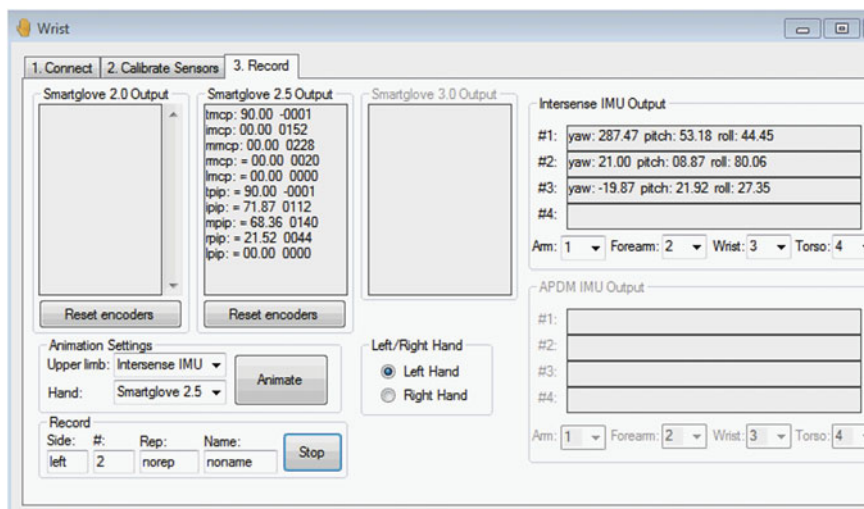 Wrist
1. Connect 2. Calibrate Sensors 3. Record
Smartglove 2.0 Output
Reset encoders
Smartglove 2.5 Output
tmcp: 90.00 -0001
imcp: 00.00 0152
mmcp: 00.00 0228
rmcp: = 00.00 0020
lmcp: = 00.00 0000
tpip: = 90.00 -0001
ipip: = 71.87 0112
mpip: = 68.36 0140
rpip: = 21.52 0044
lpip: = 00.00 0000
Reset encoders
Smartglove 3.0 Output
Intersense IMU Output
#1: yaw: 287.47 pitch: 53.18 roll: 44.45
#2: yaw: 21.00 pitch: 08.87 roll: 80.06
#3: yaw: -19.87 pitch: 21.92 roll: 27.35
#4:
Arm: 1 Forearm: 2 Wrist: 3 Torso: 4
APDM IMU Output
#1:
#2:
#3:
#4:
Arm: 1 Forearm: 2 Wrist: 3 Torso: 4
Animation Settings
Upper limb: Intersense IMU
Hand: Smartglove 2.5
Animate
Left/Right Hand
Left Hand
Right Hand
Record
Side: #: Rep: Name:
left 2 norep noname
Stop